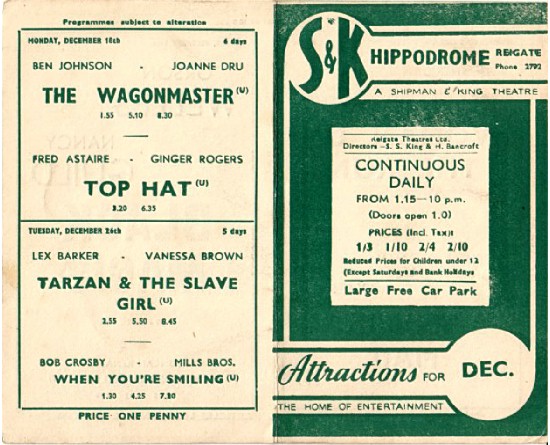 Programmes subject to alteration
MONDAY, DECEMBER 18th 6 days
BEN JOHNSON - JOANNE DRU
THE WAGONMASTER (U)
1.55 5.10 8.30
FRED ASTAIRE - GINGER ROGERS
TOP HAT (U)
3.20 6.35
TUESDAY, DECEMBER 26th 5 days
LEX BARKER - VANESSA BROWN
TARZAN & THE SLAVE
GIRL (U)
2.55 5.50 8.45
BOB CROSBY - MILLS BROS.
WHEN YOU'RE SMILING (U)
1.30 4.25 7.20
PRICE ONE PENNY
S&K HIPPODROME REIGATE
Phone 2792
A SHIPMAN & KING THEATRE
Reigate Theatres Ltd.
Directors—S. S. King & H. Bancroft
CONTINUOUS
DAILY
FROM 1.15—10 p.m.
(Doors open 1.0)
PRICES (Incl. Tax):
1/3 1/10 2/4 2/10
Reduced Prices for Children under 12
(Except Saturdays and Bank Holidays
Large Free Car Park
Attractions FOR DEC.
THE HOME OF ENTERTAINMENT